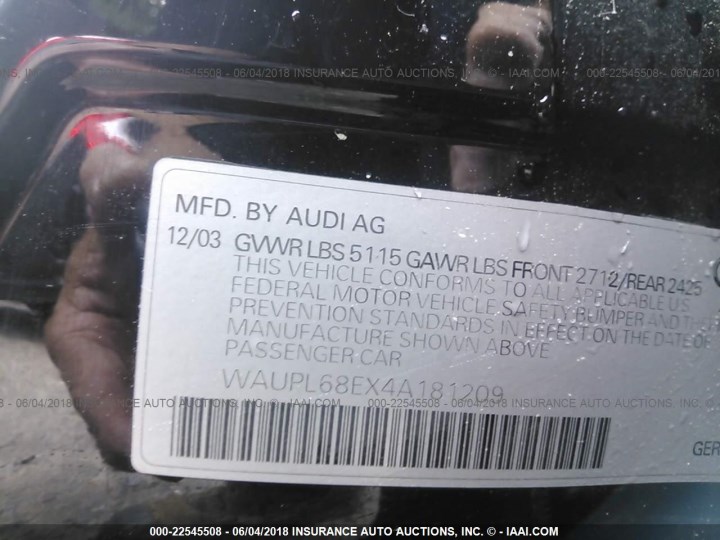 000-22545508 - 06/04/2018 INSURANCE AUTO AUCTIONS, INC. © - IAAI.COM
MFD. BY AUDI AG
12/03 GVWR LBS 5115 GAWR LBS FRONT 2712/REAR 2425
THIS VEHICLE CONFORMS TO ALL APPLICABLE US
FEDERAL MOTOR VEHICLE SAFETY BUMPER AND
PREVENTION STANDARDS IN EFFECT ON THE DATE OF
MANUFACTURE SHOWN ABOVE
PASSENGER CAR
WAUPL68EX4A181209
000-22545508 - 06/04/2018 INSURANCE AUTO AUCTIONS, INC. © - IAAI.COM
GER
000-22545508 - 06/04/2018 INSURANCE AUTO AUCTIONS, INC. © - IAAI.COM